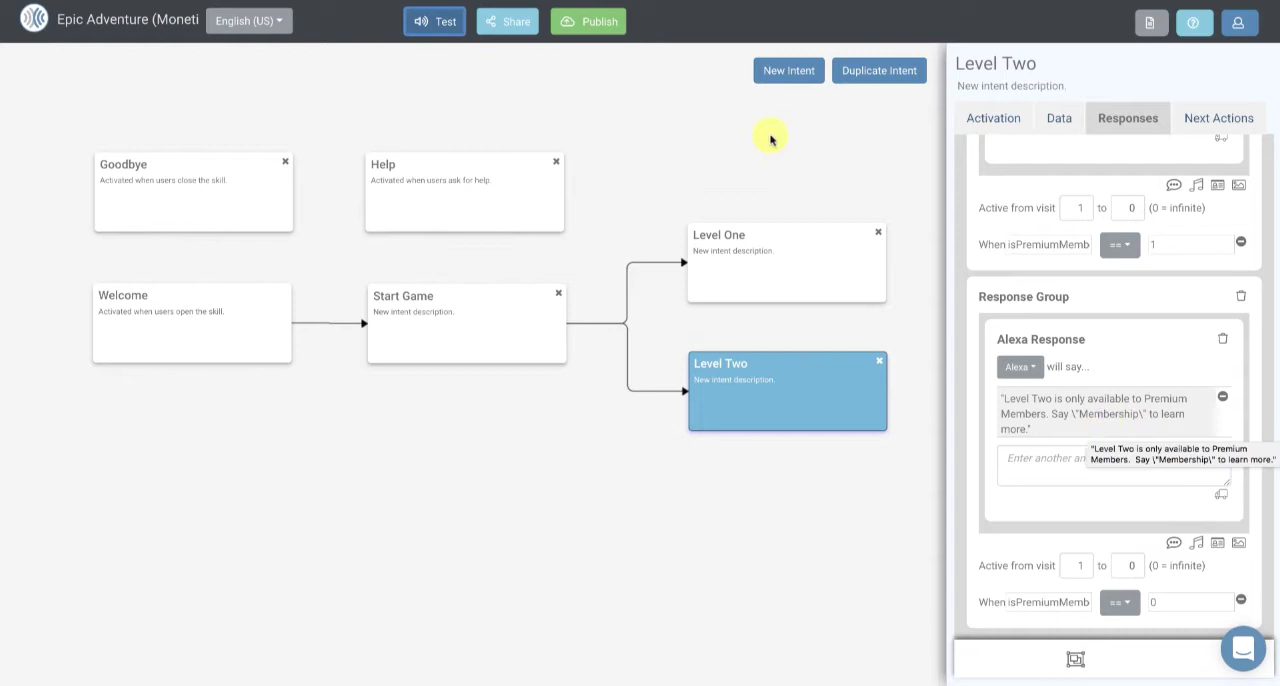 Epic Adventure (Moneti
English (US)
Test
Share
Publish
New Intent
Duplicate Intent
Goodbye
Activated when users close the skill.
Help
Activated when users ask for help.
Welcome
Activated when users open the skill.
Start Game
New intent description.
Level One
New intent description.
Level Two
New intent description.
Level Two
New intent description.
Activation
Data
Responses
Next Actions
Active from visit 1 to 0 (0 = infinite)
When isPremiumMemb == 1
Response Group
Alexa Response
Alexa will say...
"Level Two is only available to Premium
Members. Say \"Membership\" to learn
more."
Enter another an
"Level Two is only available to Premium
Members. Say \"Membership\" to learn more."
Active from visit 1 to 0 (0 = infinite)
When isPremiumMemb == 0